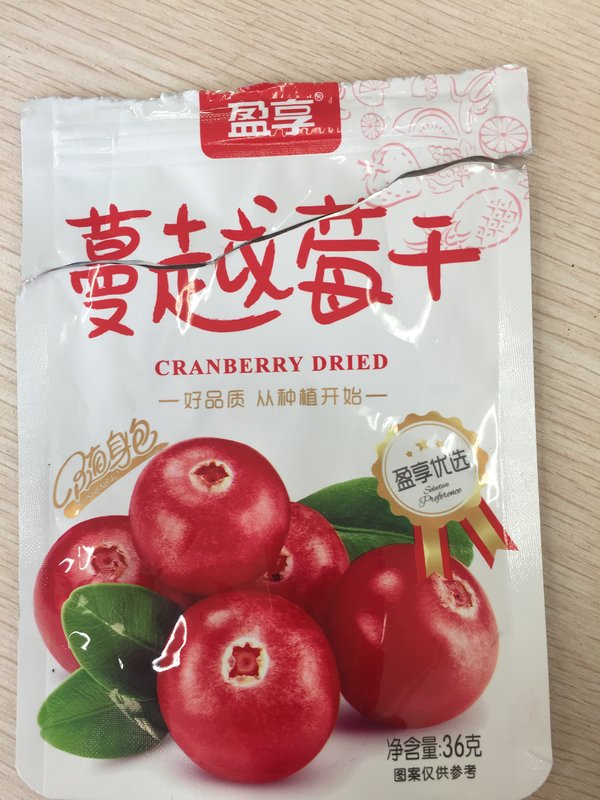 盈享®
蔓越莓干
CRANBERRY DRIED
好品质 从种植开始
随身包
盈享优选
Selective
Preference
净含量:36克
图案仅供参考